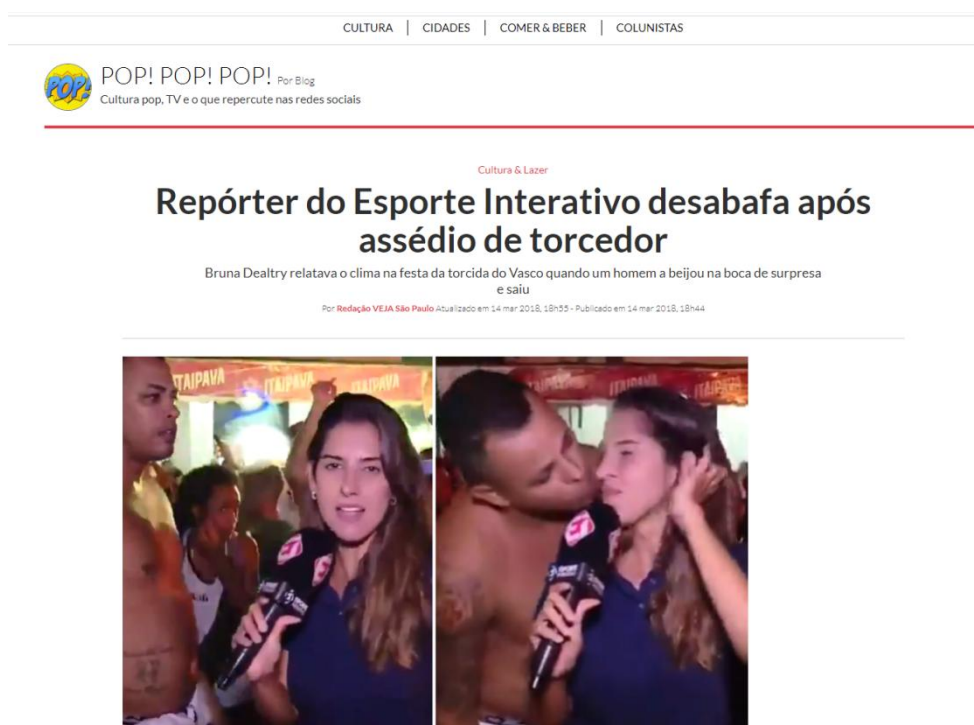 CULTURA | CIDADES | COMER & BEBER | COLUNISTAS
POP!
POP! POP! POP! Por Blog
Cultura pop, TV e o que repercute nas redes sociais
Cultura & Lazer
Repórter do Esporte Interativo desabafa após
assédio de torcedor
Bruna Dealtry relatava o clima na festa da torcida do Vasco quando um homem a beijou na boca de surpresa
e saiu
Por Redação VEJA São Paulo Atualizado em 14 mar 2018, 18h55 - Publicado em 14 mar 2018, 18h44
ITAIPAVA ITAIPAVA ITAIPAVA
ITAIPAVA ITAIPAVA